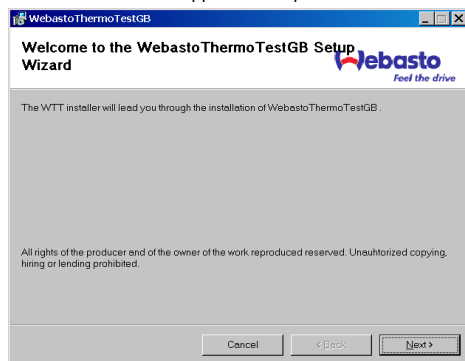 WebastoThermoTestGB
Welcome to the WebastoThermoTestGB Setup
Wizard
Webasto
Feel the drive
The WTT installer will lead you through the installation of WebastoThermoTestGB .
All rights of the producer and of the owner of the work reproduced reserved. Unauhtorized copying,
hiring or lending prohibited.
Cancel
< Back
Next >